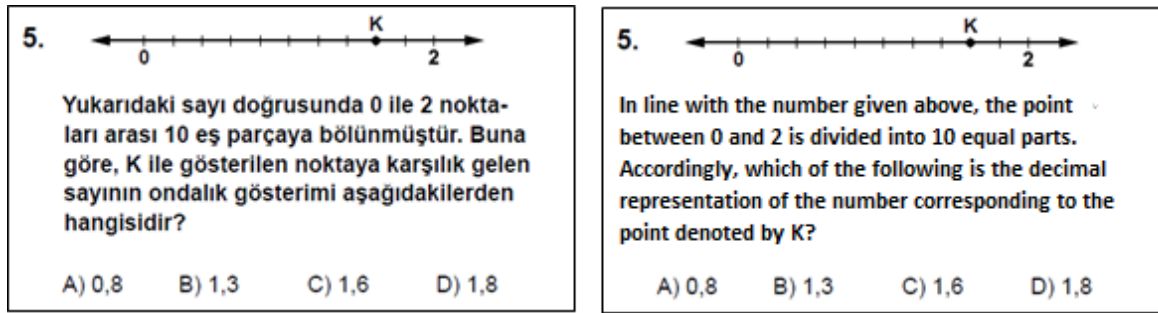 5.
K
0 2
Yukarıdaki sayı doğrusunda 0 ile 2 nokta-
ları arası 10 eş parçaya bölünmüştür. Buna
göre, K ile gösterilen noktaya karşılık gelen
sayının ondalık gösterimi aşağıdakilerden
hangisidir?
A) 0,8 B) 1,3 C) 1,6 D) 1,8
5.
K
0 2
In line with the number given above, the point
between 0 and 2 is divided into 10 equal parts.
Accordingly, which of the following is the decimal
representation of the number corresponding to the
point denoted by K?
A) 0,8 B) 1,3 C) 1,6 D) 1,8